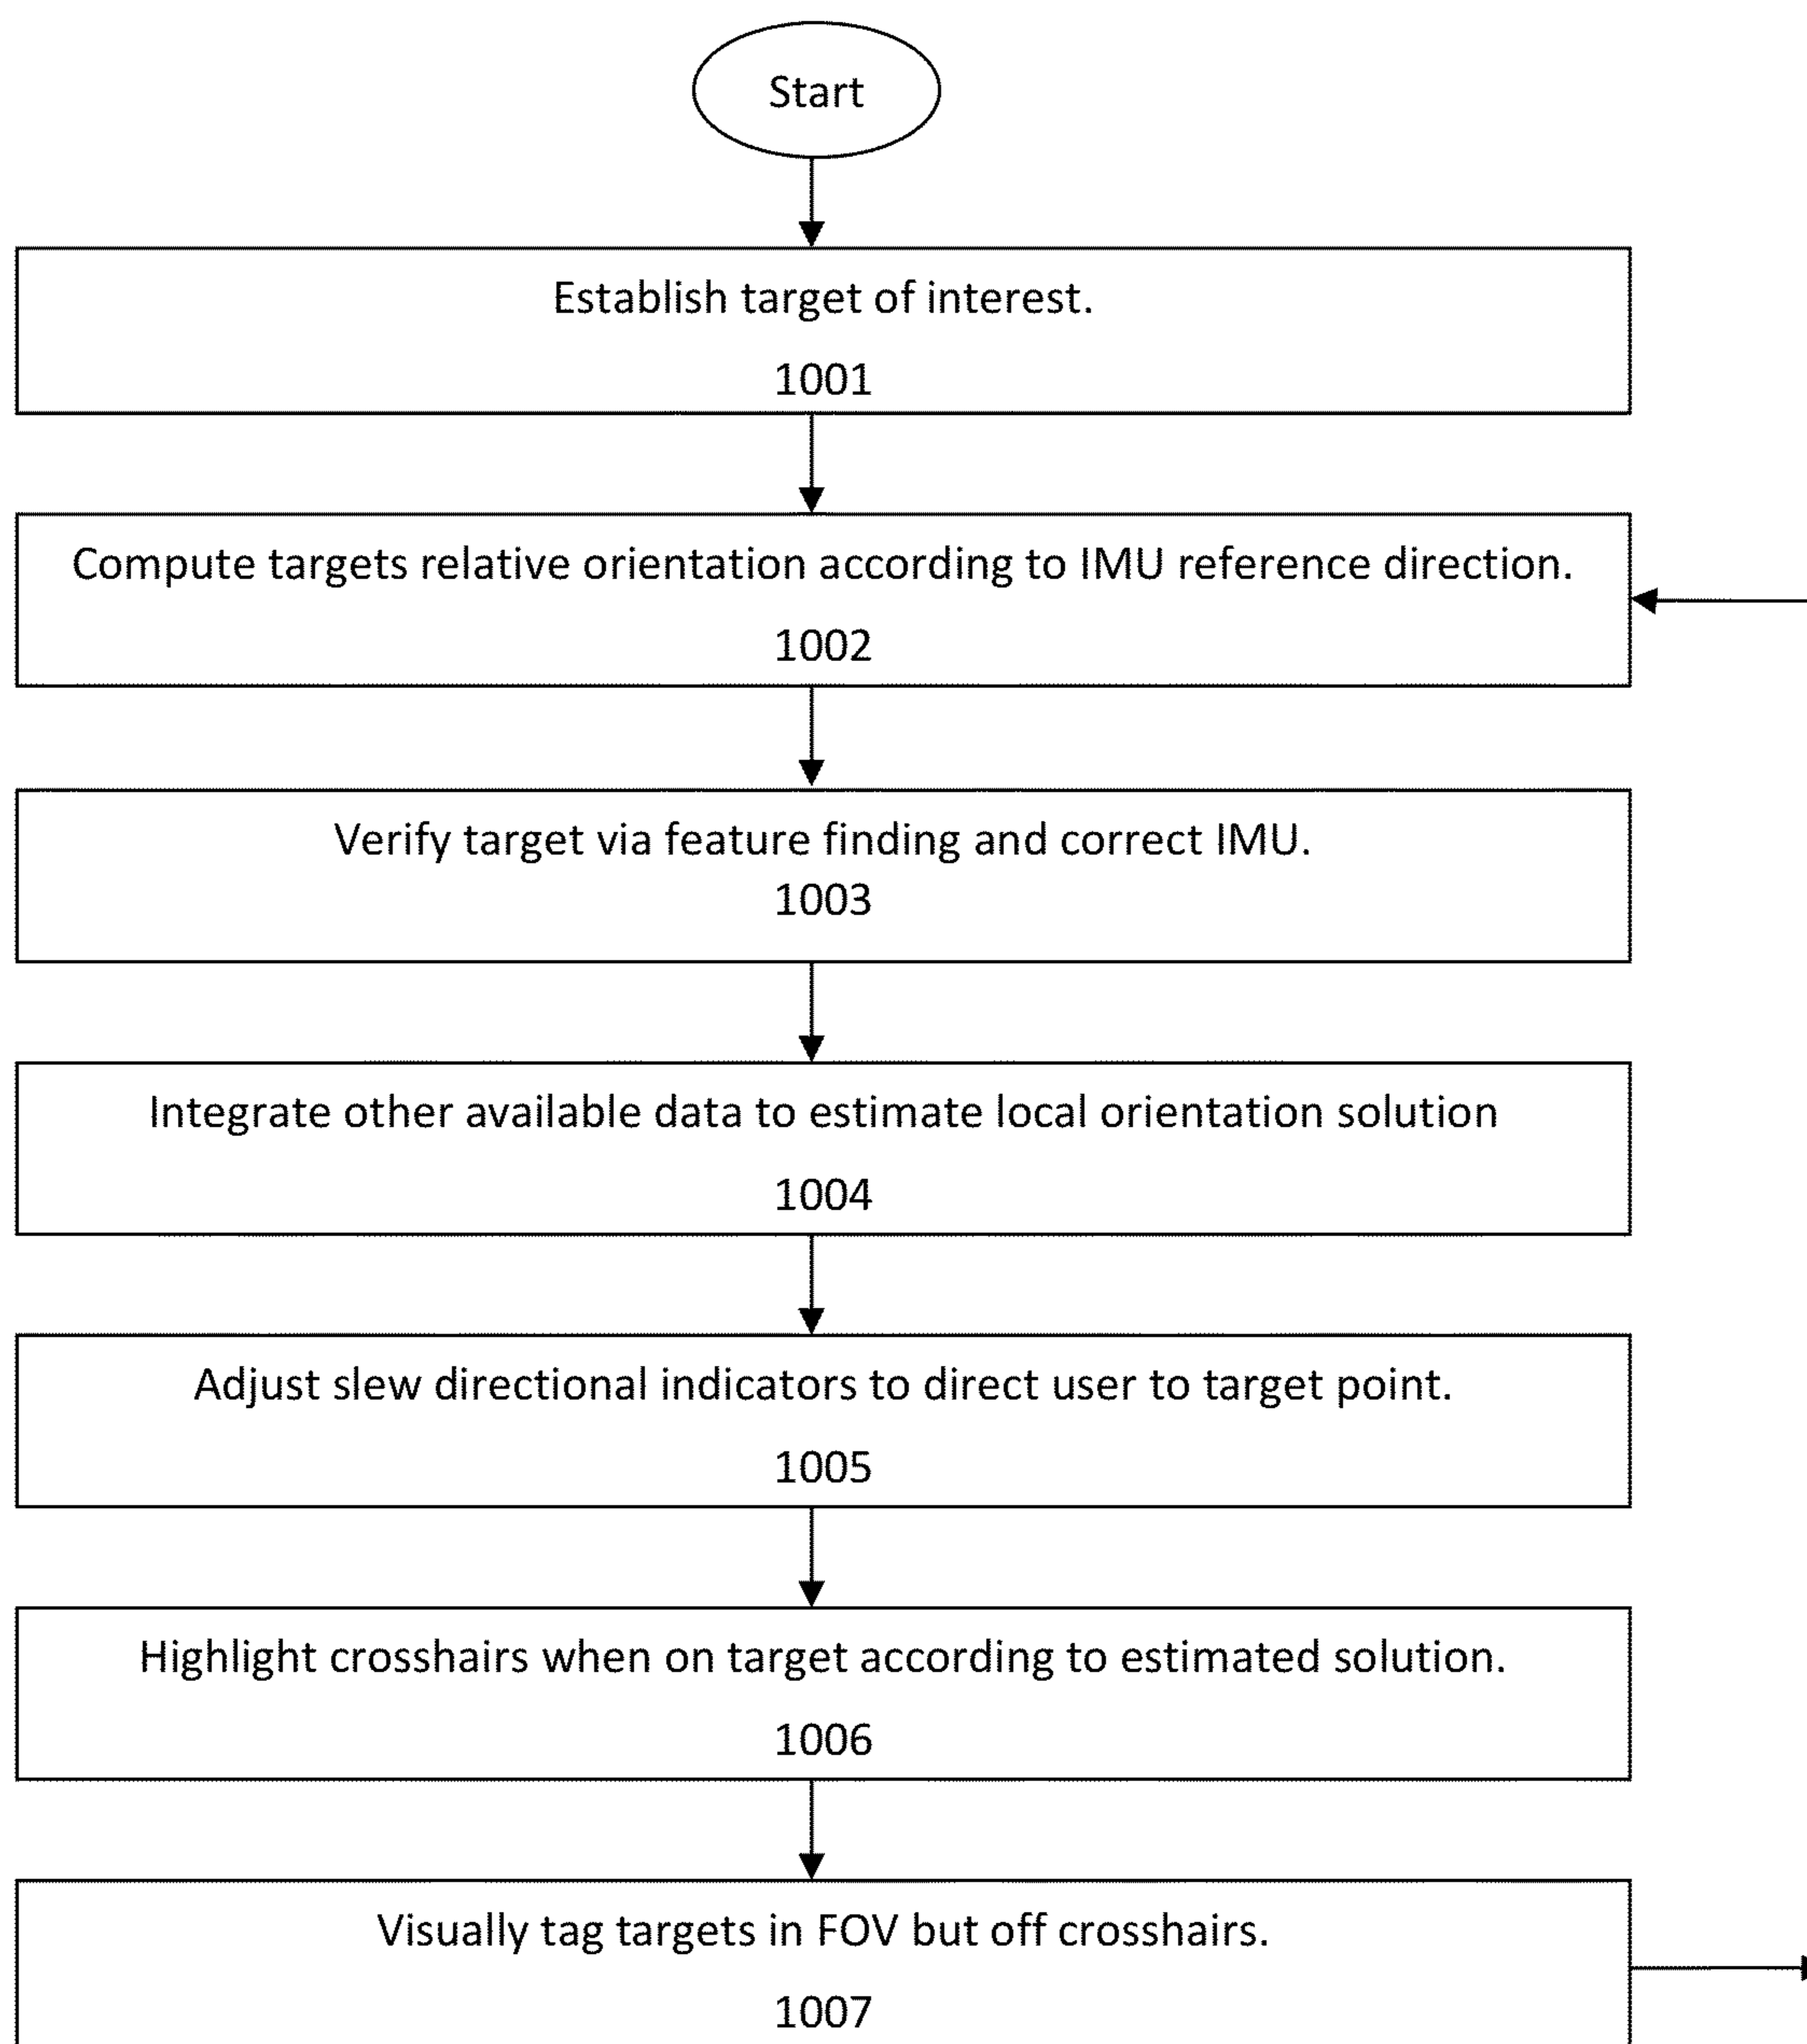 Start
Establish target of interest.
1001
Compute targets relative orientation according to IMU reference direction.
1002
Verify target via feature finding and correct IMU.
1003
Integrate other available data to estimate local orientation solution
1004
Adjust slew directional indicators to direct user to target point.
1005
Highlight crosshairs when on target according to estimated solution.
1006
Visually tag targets in FOV but off crosshairs.
1007